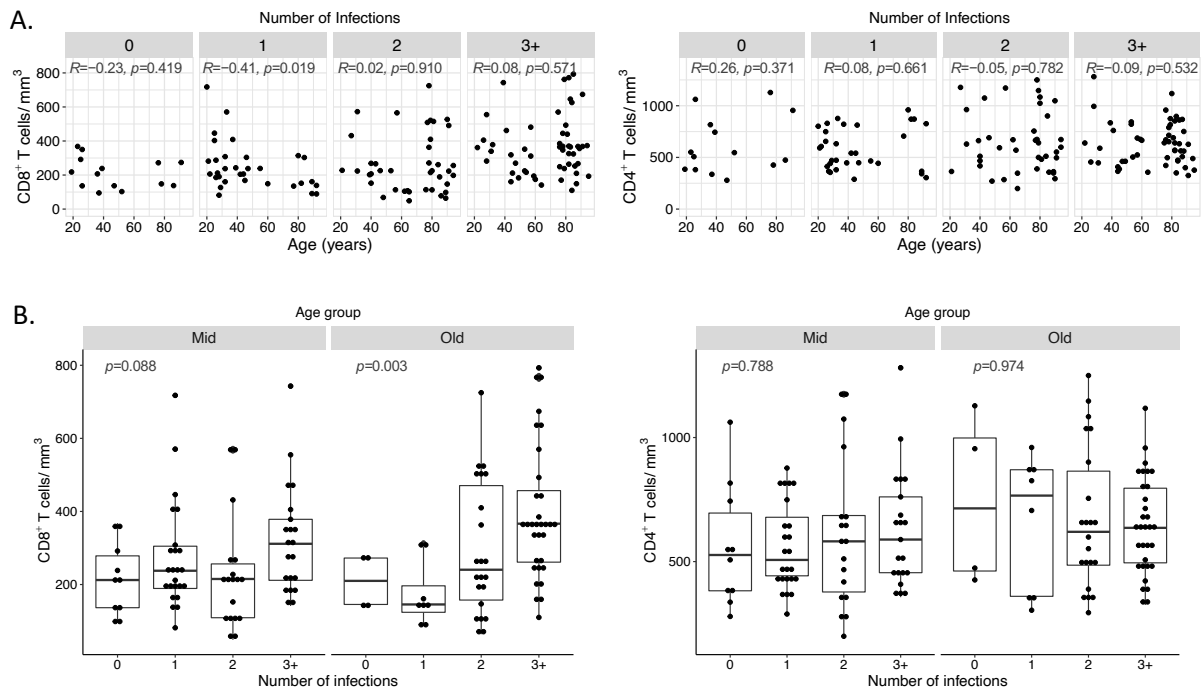 A.
Number of Infections
0 1 2 3+
R=−0.23, p=0.419 R=−0.41, p=0.019 R=0.02, p=0.910 R=0.08, p=0.571
800
600
400
200
0
CD8+ T cells/ mm3
20 40 60 80 20 40 60 80 20 40 60 80 20 40 60 80
Age (years)
Number of Infections
0 1 2 3+
R=0.26, p=0.371 R=0.08, p=0.661 R=−0.05, p=0.782 R=−0.09, p=0.532
1000
500
0
CD4+ T cells/ mm3
20 40 60 80 20 40 60 80 20 40 60 80 20 40 60 80
Age (years)
B.
Age group
Mid Old
p=0.088 p=0.003
800
600
400
200
CD8+ T cells/ mm3
0 1 2 3+ 0 1 2 3+
Number of infections
Age group
Mid Old
p=0.788 p=0.974
1000
500
CD4+ T cells/ mm3
0 1 2 3+ 0 1 2 3+
Number of infections